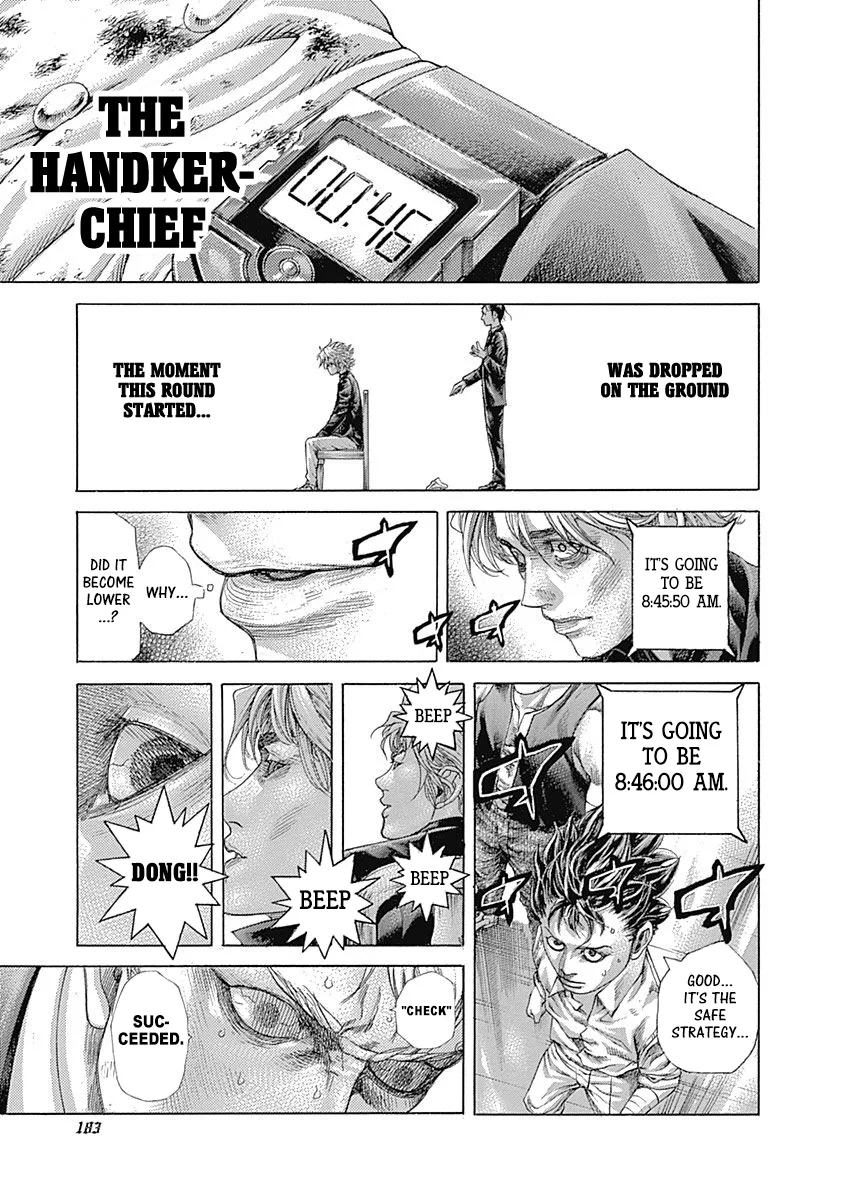 THE
HANDKER-
CHIEF
00:46
WAS DROPPED
ON THE GROUND
THE MOMENT
THIS ROUND
STARTED...
IT'S GOING
TO BE
8:45:50 AM.
WHY...
DID IT
BECOME
LOWER
...?
IT'S GOING
TO BE
8:46:00 AM.
GOOD...
IT'S THE
SAFE
STRATEGY...
BEEP
BEEP
BEEP
DONG!!
"CHECK"
SUC-
CEEDED.
183